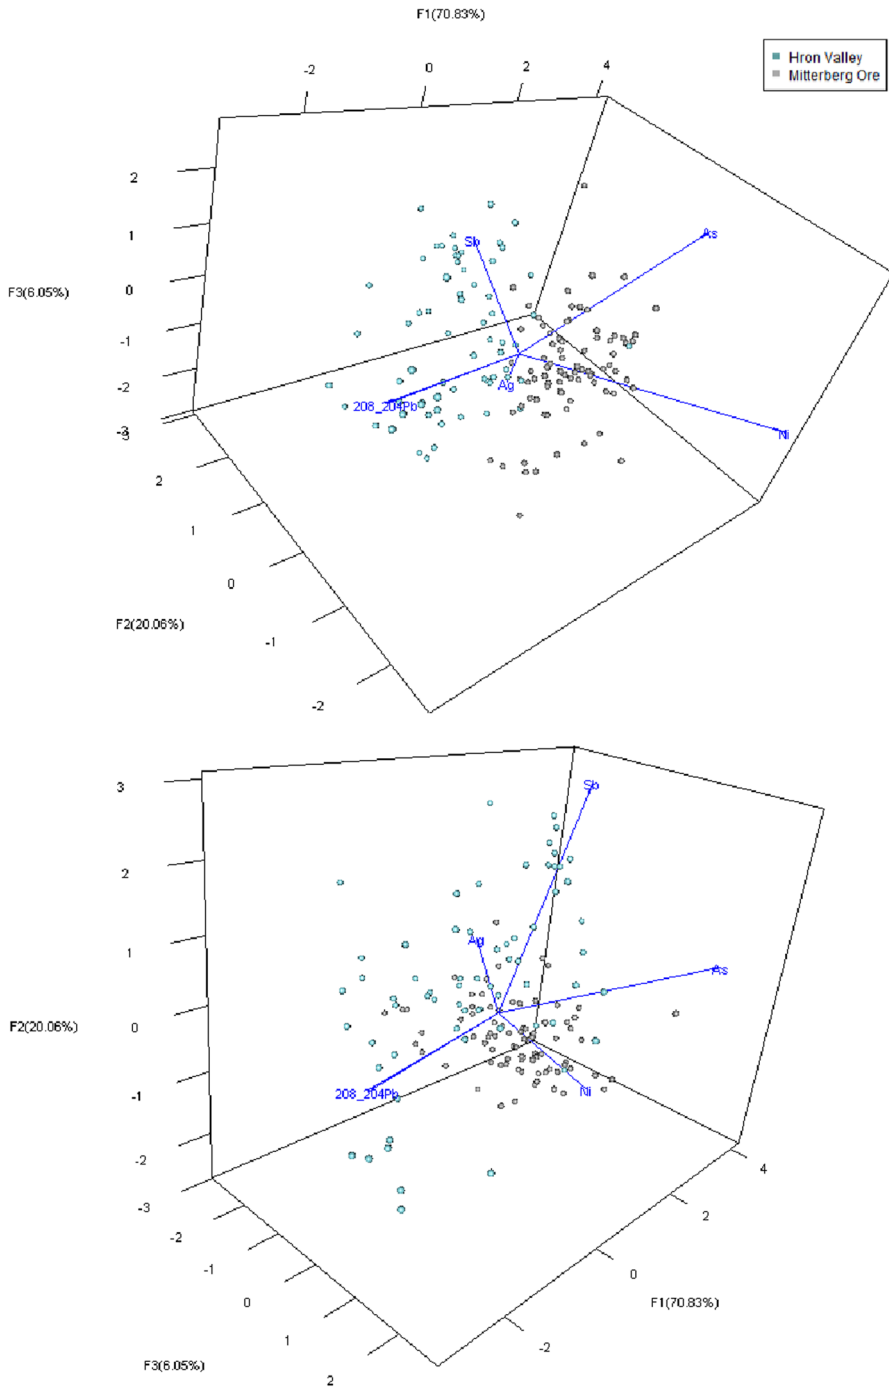 F1(70.83%)
Hron Valley
Mitterberg Ore
-2
0
2
4
2
1
0
-1
-2
-3
F3(6.05%)
Sb
As
Ag
208_204Pb
Ni
3
2
1
0
-1
-2
F2(20.06%)
3
2
1
0
-1
-2
F2(20.06%)
Sb
Ag
As
208_204Pb
Ni
-3
-2
-1
0
1
2
F3(6.05%)
4
2
0
-2
F1(70.83%)